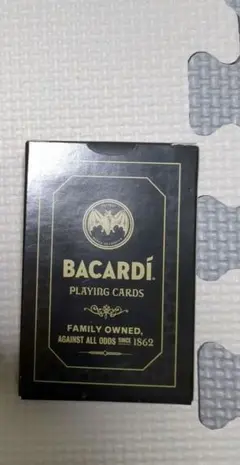 BACARDÍ.
PLAYING CARDS
FAMILY OWNED,
AGAINST ALL ODDS SINCE 1862